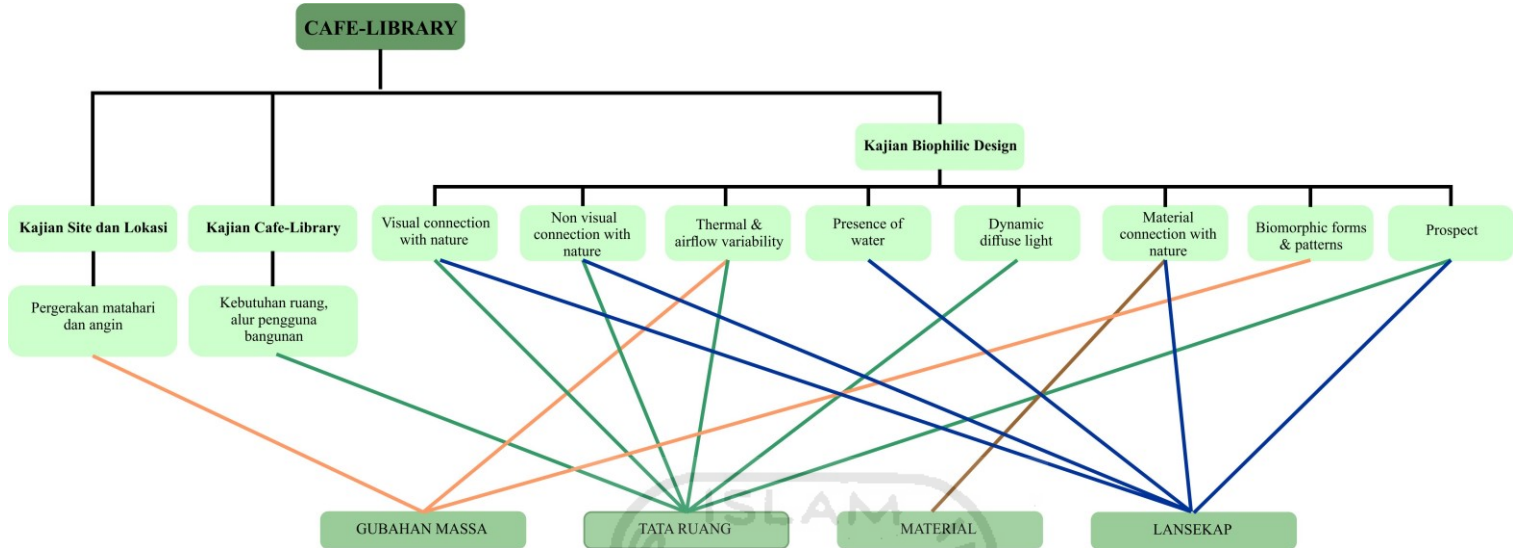 CAFE-LIBRARY
Kajian Biophilic Design
Kajian Site dan Lokasi
Kajian Cafe-Library
Visual connection
with nature
Non visual
connection with
nature
Thermal &
airflow variability
Presence of
water
Dynamic
diffuse light
Material
connection with
nature
Biomorphic forms
& patterns
Prospect
Pergerakan matahari
dan angin
Kebutuhan ruang,
alur pengguna
bangunan
ISLAM
GUBAHAN MASSA
TATA RUANG
MATERIAL
LANSEKAP